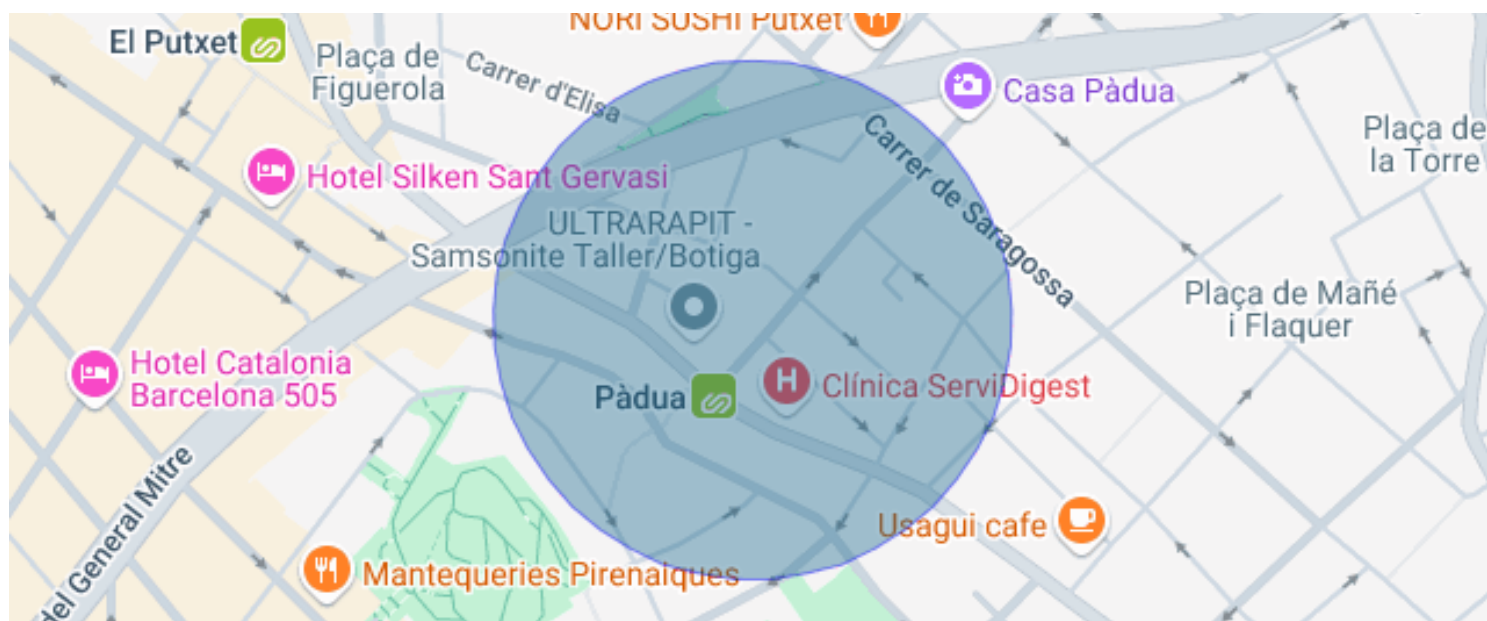 NORI SUSHI Putxet
El Putxet
Plaça de
Figuerola
Carrer d'Elisa
Casa Pàdua
Plaça de
la Torre
Carrer de Saragossa
Hotel Silken Sant Gervasi
ULTRARAPIT -
Samsonite Taller/Botiga
Plaça de Mañé
i Flaquer
Hotel Catalonia
Barcelona 505
Pàdua
H
Clínica ServiDigest
del General Mitre
Usagui cafe
Mantequeries Pirenaiques